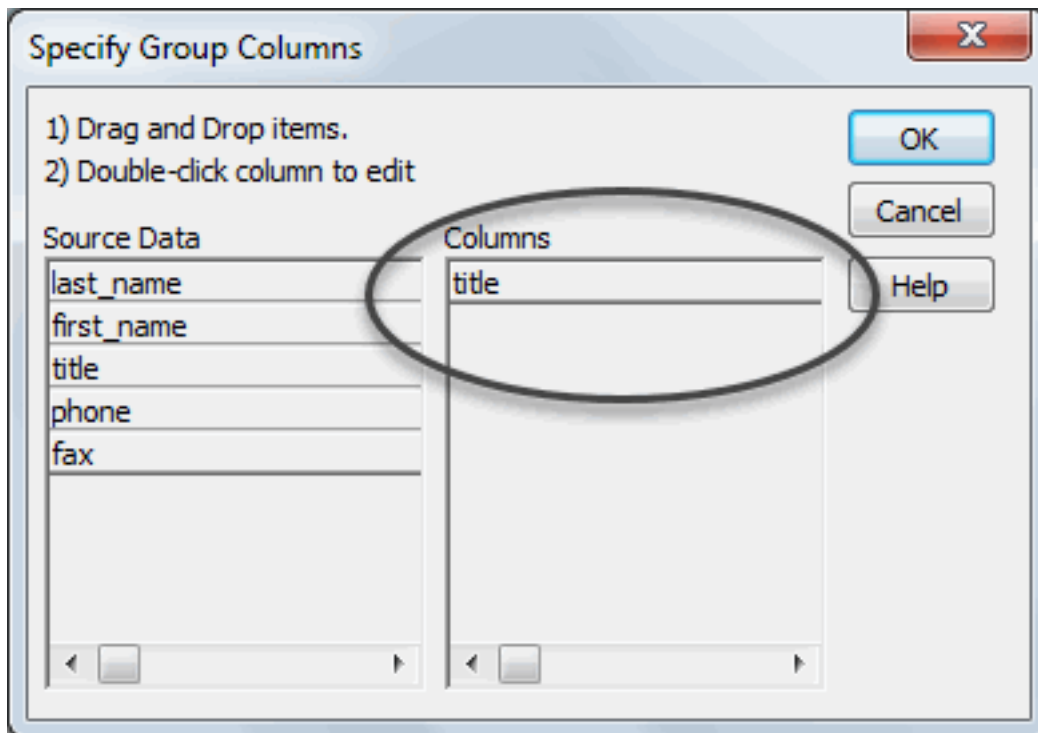 Specify Group Columns
1) Drag and Drop items.
2) Double-click column to edit
OK
Cancel
Help
Source Data
last_name
first_name
title
phone
fax
Columns
title